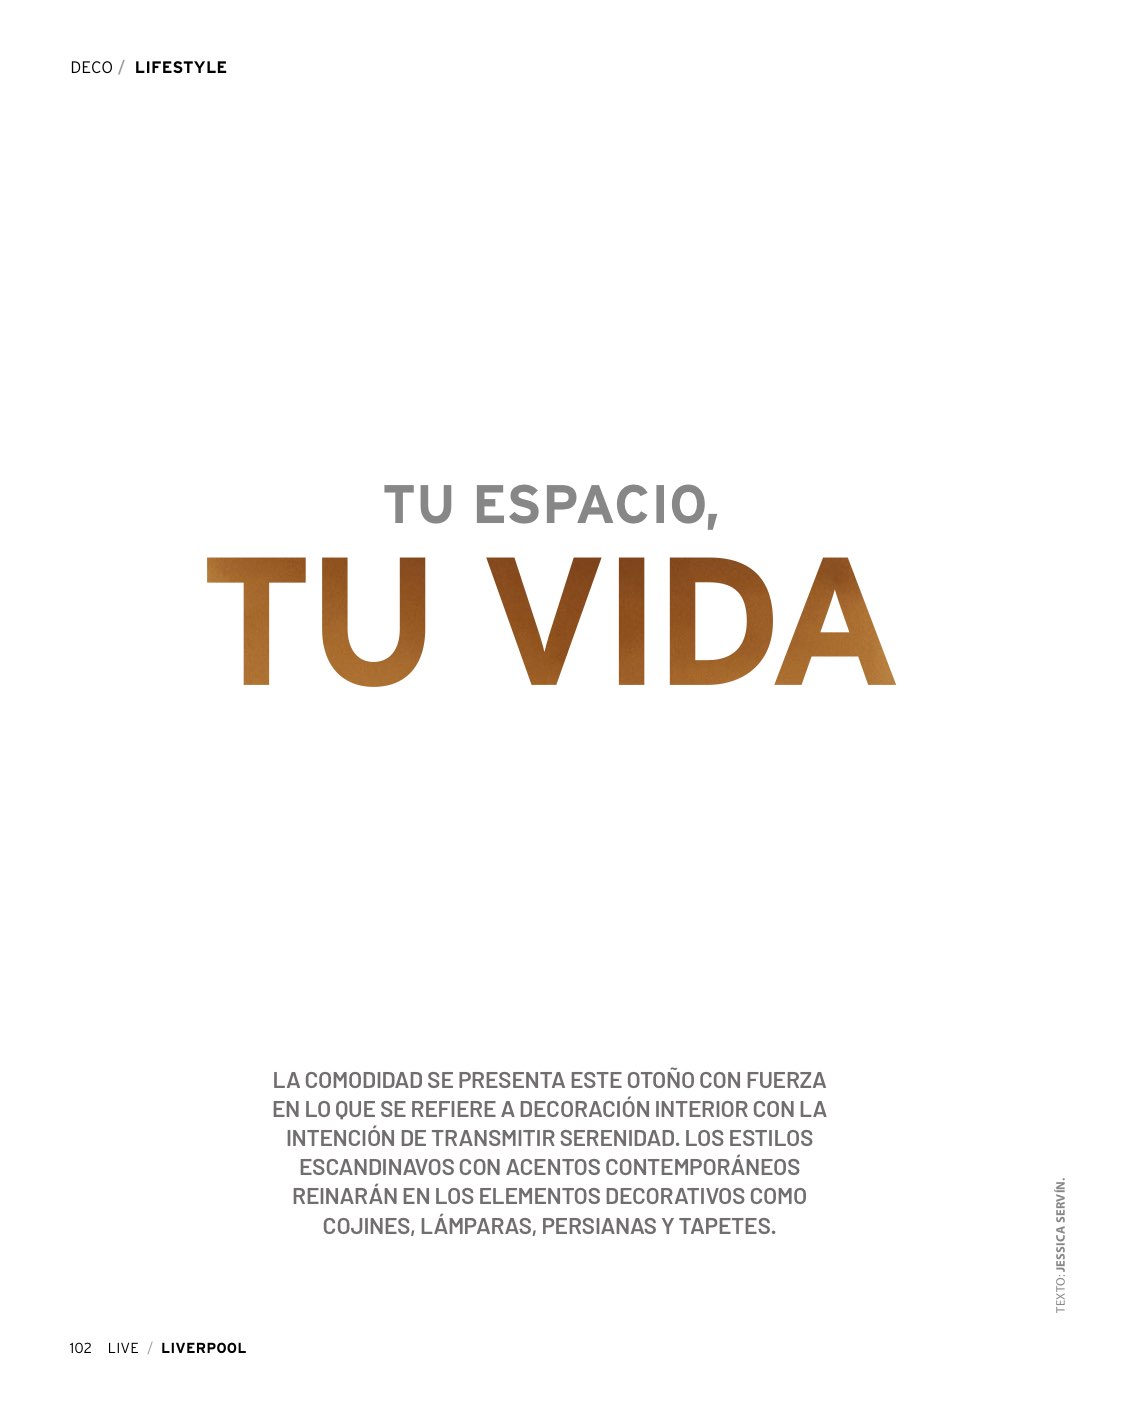 DECO / LIFESTYLE
TU ESPACIO,
TU VIDA
LA COMODIDAD SE PRESENTA ESTE OTOÑO CON FUERZA
EN LO QUE SE REFIERE A DECORACIÓN INTERIOR CON LA
INTENCIÓN DE TRANSMITIR SERENIDAD. LOS ESTILOS
ESCANDINAVOS CON ACENTOS CONTEMPORÁNEOS
REINARÁN EN LOS ELEMENTOS DECORATIVOS COMO
COJINES, LÁMPARAS, PERSIANAS Y TAPETES.
TEXTO: JESSICA SERVÍN.
102 LIVE / LIVERPOOL